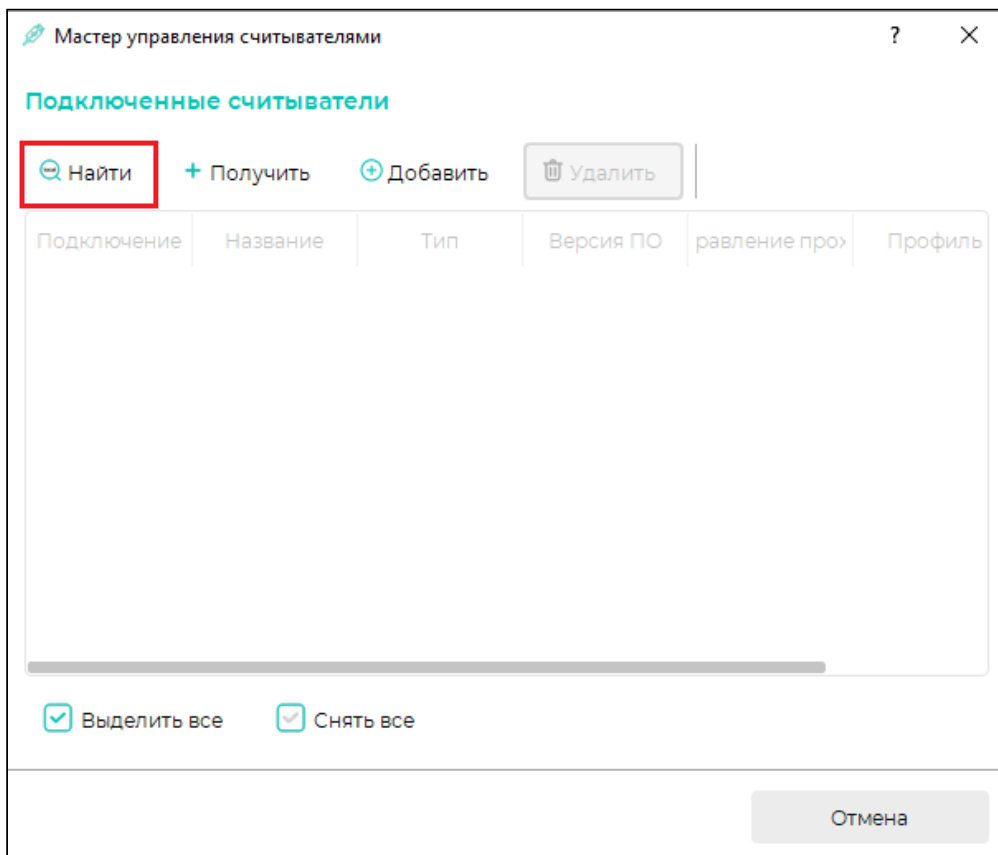 Мастер управления считывателями ?
Подключенные считыватели
Найти + Получить Добавить Удалить
Подключение Название Тип Версия ПО равление прох Профиль
Выделить все Снять все
Отмена